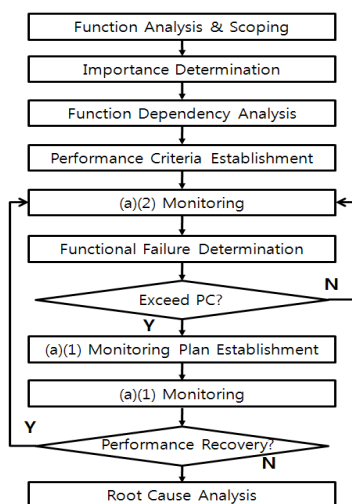 Function Analysis & Scoping
Importance Determination
Function Dependency Analysis
Performance Criteria Establishment
(a)(2) Monitoring
Functional Failure Determination
Exceed PC?
N
Y
(a)(1) Monitoring Plan Establishment
(a)(1) Monitoring
Y
Performance Recovery?
N
Root Cause Analysis